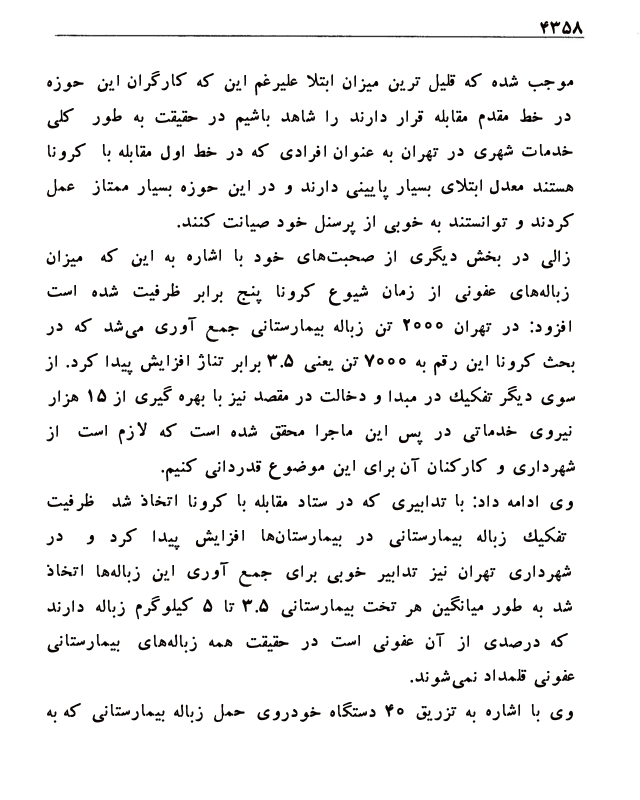 ۴۳۵۸
موجب شده که قلیل ترین میزان ابتلا علیرغم این که کارگران این حوزه
در خط مقدم مقابله قرار دارند را شاهد باشیم در حقیقت به طور کلی
خدمات شهری در تهران به عنوان افرادی که در خط اول مقابله با کرونا
هستند معدل ابتلای بسیار پایینی دارند و در این حوزه بسیار ممتاز عمل
کردند و توانستند به خوبی از پرسنل خود صیانت کنند.
زالی در بخش دیگری از صحبت‌های خود با اشاره به این که میزان
زباله‌های عفونی از زمان شیوع کرونا پنج برابر ظرفیت شده است
افزود: در تهران ۲۰۰۰ تن زباله بیمارستانی جمع آوری می‌شد که در
بحث کرونا این رقم به ۷۰۰۰ تن یعنی ۳.۵ برابر تناژ افزایش پیدا کرد. از
سوی دیگر تفکیك در مبدا و دخالت در مقصد نیز با بهره گیری از ۱۵ هزار
نیروی خدماتی در پس این ماجرا محقق شده است که لازم است از
شهرداری و کارکنان آن برای این موضوع قدردانی کنیم.
وی ادامه داد: با تدابیری که در ستاد مقابله با کرونا اتخاذ شد ظرفیت
تفکیك زباله بیمارستانی در بیمارستان‌ها افزایش پیدا کرد و در
شهرداری تهران نیز تدابیر خوبی برای جمع آوری این زباله‌ها اتخاذ
شد به طور میانگین هر تخت بیمارستانی ۳.۵ تا ۵ کیلوگرم زباله دارند
که درصدی از آن عفونی است در حقیقت همه زباله‌های بیمارستانی
عفونی قلمداد نمی‌شوند.
وی با اشاره به تزریق ۴۰ دستگاه خودروی حمل زباله بیمارستانی که به